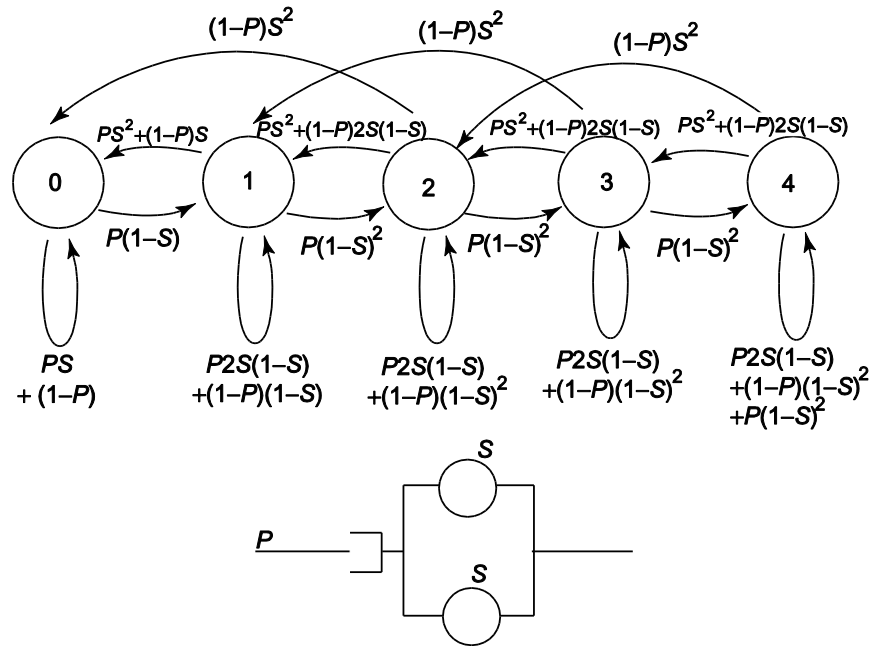 (1–P)S²
(1–P)S²
(1–P)S²
PS²+(1–P)S
PS²+(1–P)2S(1–S)
PS²+(1–P)2S(1–S)
PS²+(1–P)2S(1–S)
0
1
2
3
4
P(1–S)
P(1–S)²
P(1–S)²
P(1–S)²
PS
+ (1–P)
P2S(1–S)
+(1–P)(1–S)
P2S(1–S)
+(1–P)(1–S)²
P2S(1–S)
+(1–P)(1–S)²
P2S(1–S)
+(1–P)(1–S)²
+P(1–S)²
S
P
S